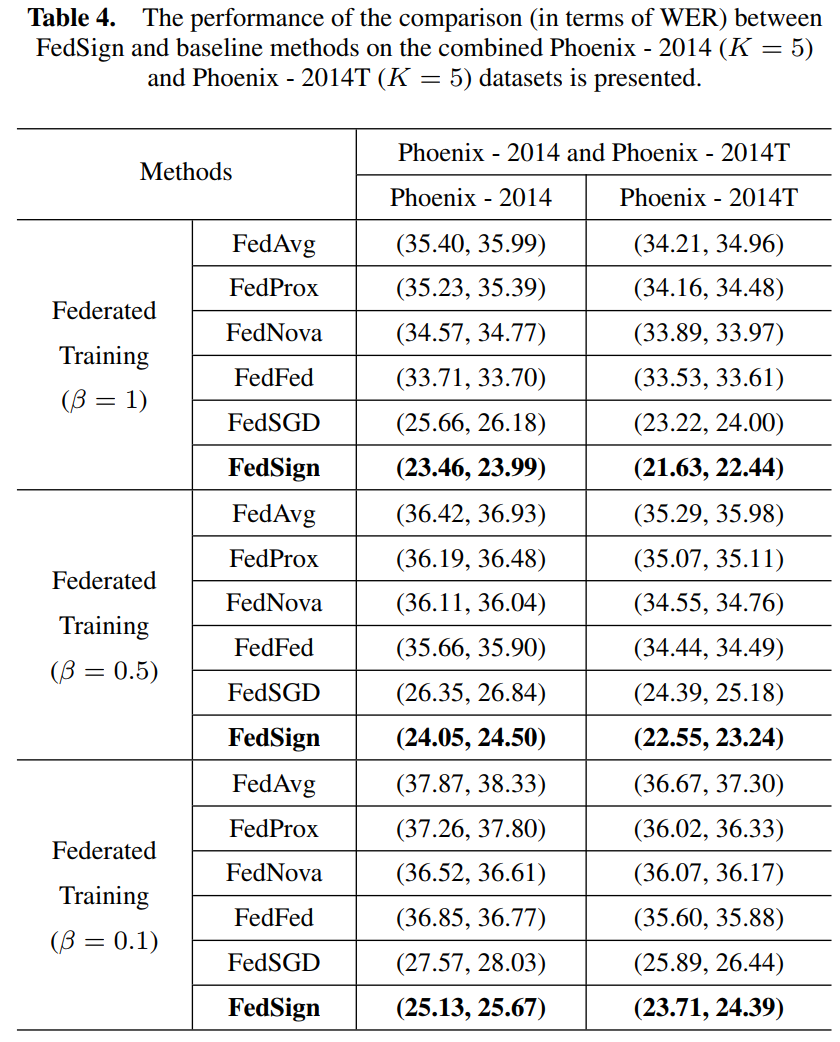 Table 4. The performance of the comparison (in terms of WER) between
FedSign and baseline methods on the combined Phoenix - 2014 (K = 5)
and Phoenix - 2014T (K = 5) datasets is presented.
Methods
Phoenix - 2014 and Phoenix - 2014T
Phoenix - 2014 Phoenix - 2014T
Federated
Training
(β = 1)
FedAvg (35.40, 35.99) (34.21, 34.96)
FedProx (35.23, 35.39) (34.16, 34.48)
FedNova (34.57, 34.77) (33.89, 33.97)
FedFed (33.71, 33.70) (33.53, 33.61)
FedSGD (25.66, 26.18) (23.22, 24.00)
FedSign (23.46, 23.99) (21.63, 22.44)
Federated
Training
(β = 0.5)
FedAvg (36.42, 36.93) (35.29, 35.98)
FedProx (36.19, 36.48) (35.07, 35.11)
FedNova (36.11, 36.04) (34.55, 34.76)
FedFed (35.66, 35.90) (34.44, 34.49)
FedSGD (26.35, 26.84) (24.39, 25.18)
FedSign (24.05, 24.50) (22.55, 23.24)
Federated
Training
(β = 0.1)
FedAvg (37.87, 38.33) (36.67, 37.30)
FedProx (37.26, 37.80) (36.02, 36.33)
FedNova (36.52, 36.61) (36.07, 36.17)
FedFed (36.85, 36.77) (35.60, 35.88)
FedSGD (27.57, 28.03) (25.89, 26.44)
FedSign (25.13, 25.67) (23.71, 24.39)